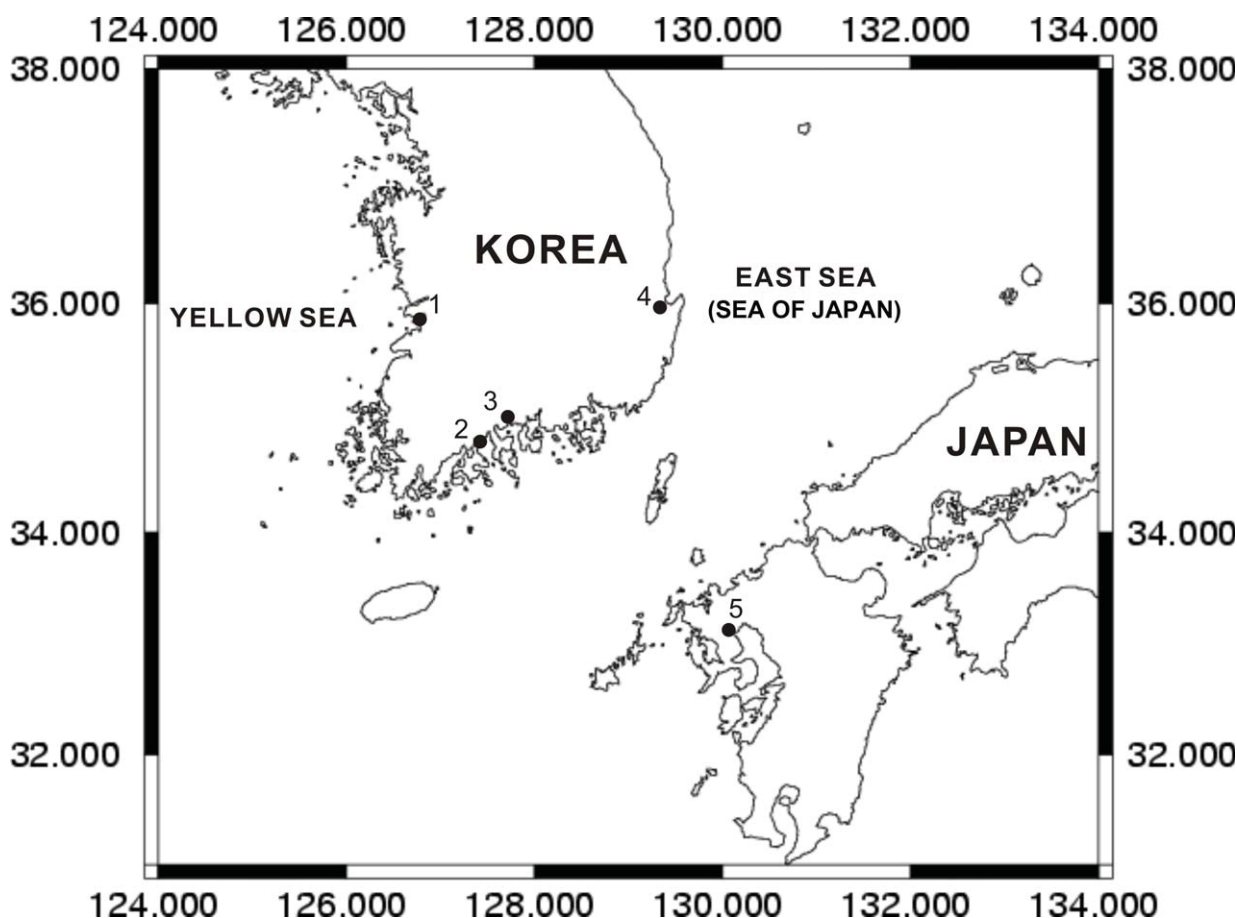 124.000 126.000 128.000 130.000 132.000 134.000
38.000 38.000
KOREA
EAST SEA
(SEA OF JAPAN)
4
36.000 36.000
1
YELLOW SEA
3
2
JAPAN
34.000 34.000
5
32.000 32.000
124.000 126.000 128.000 130.000 132.000 134.000